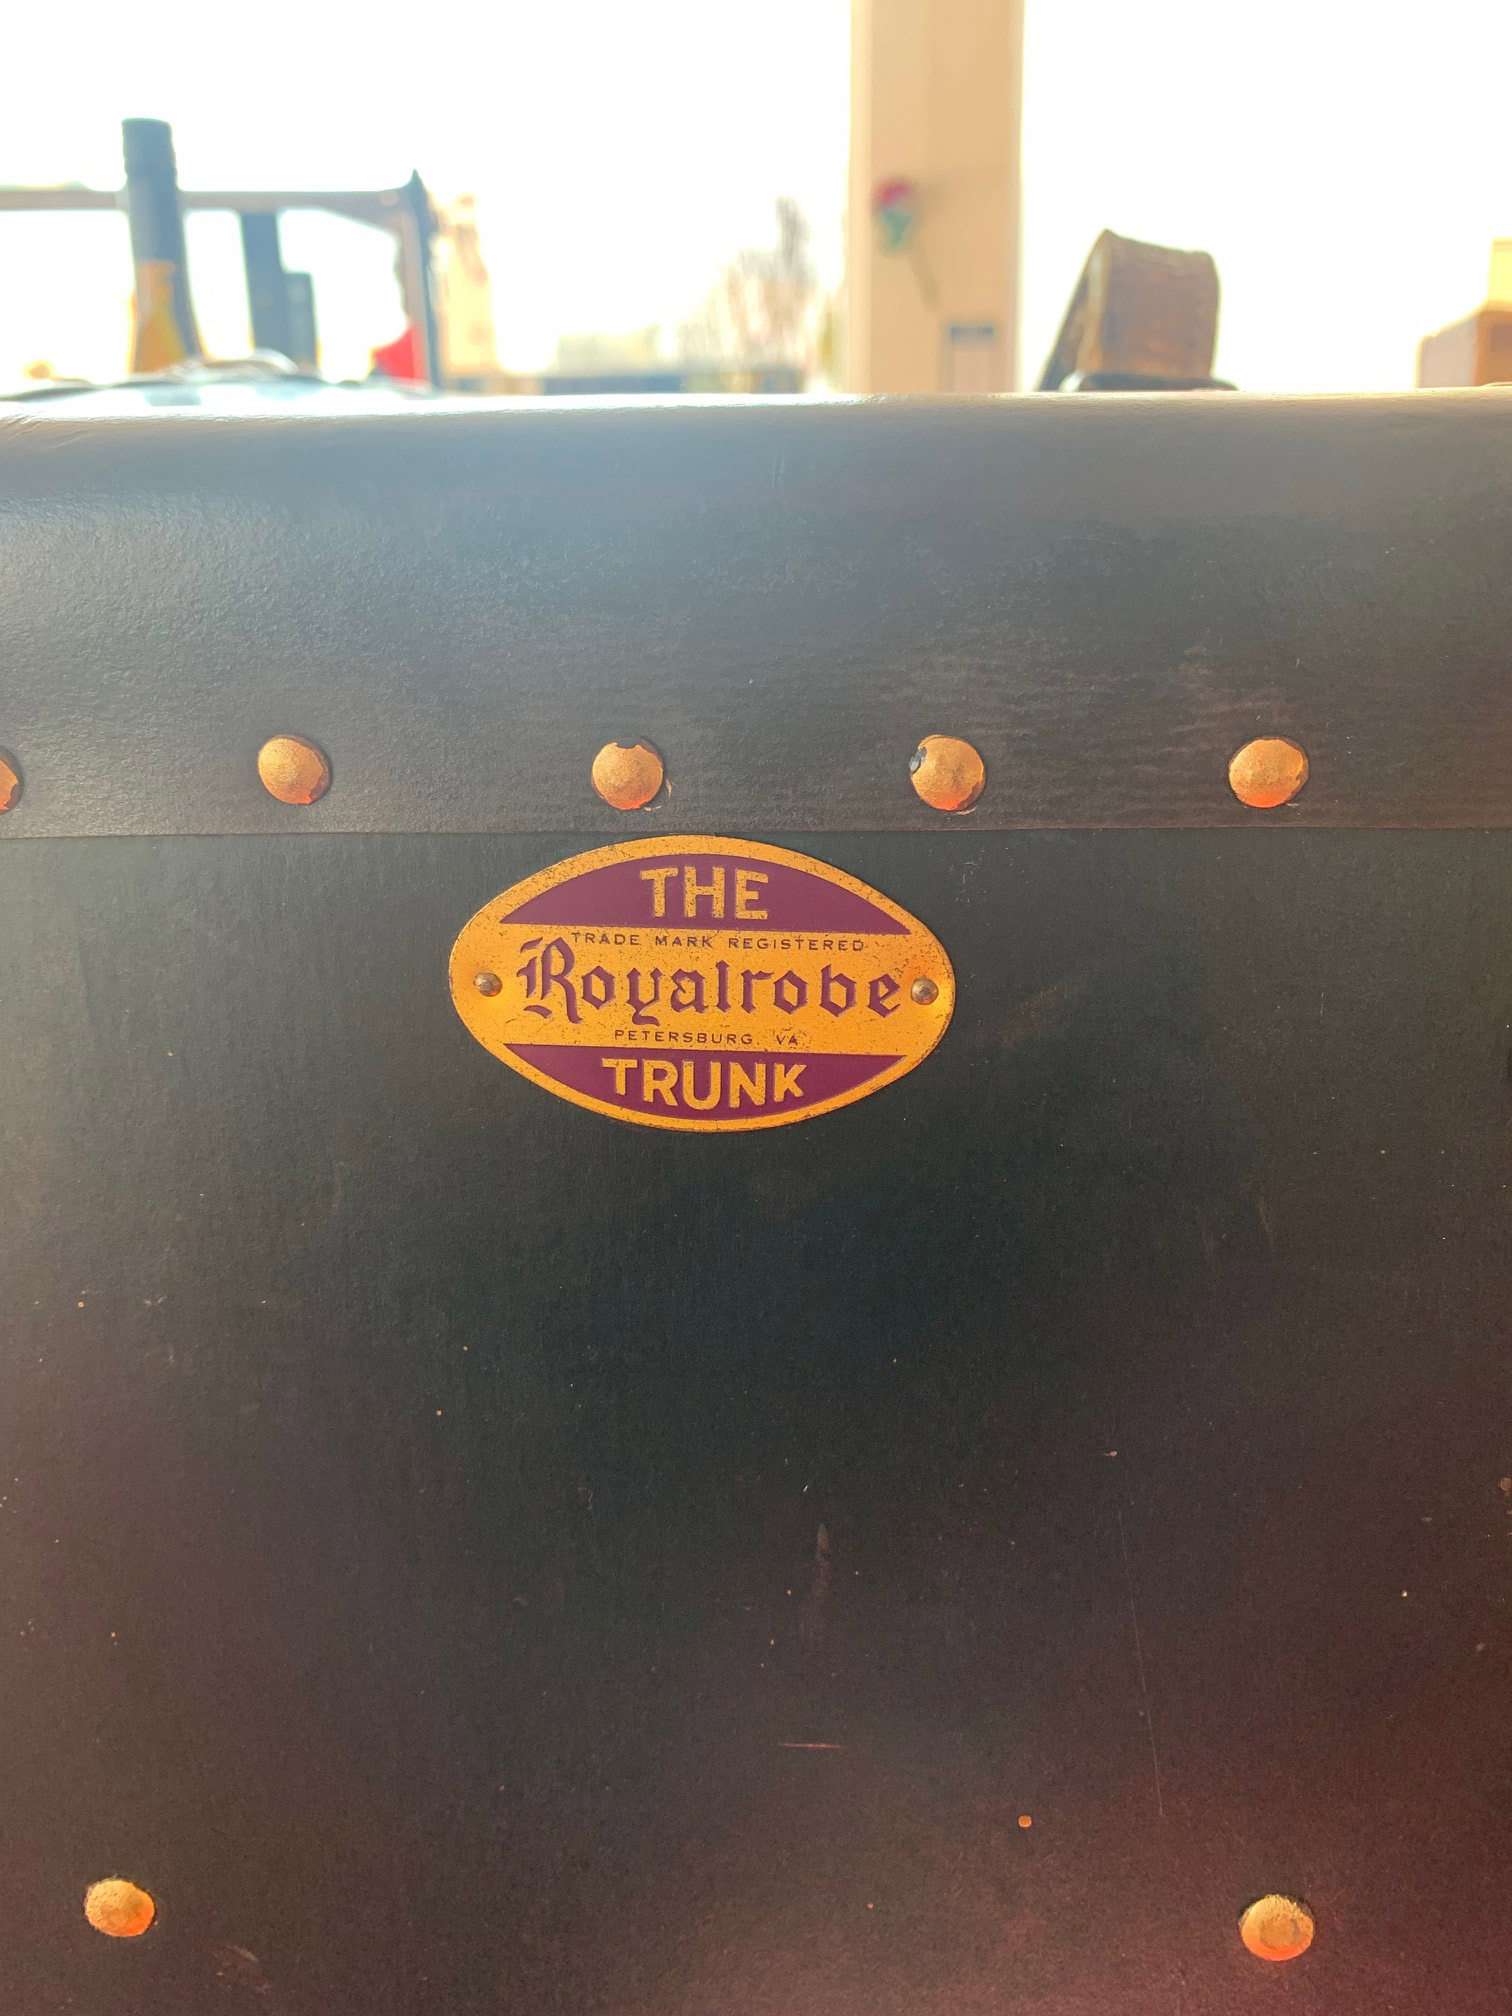 THE
TRADE MARK REGISTERED
Royalrobe
PETERSBURG. VA.
TRUNK